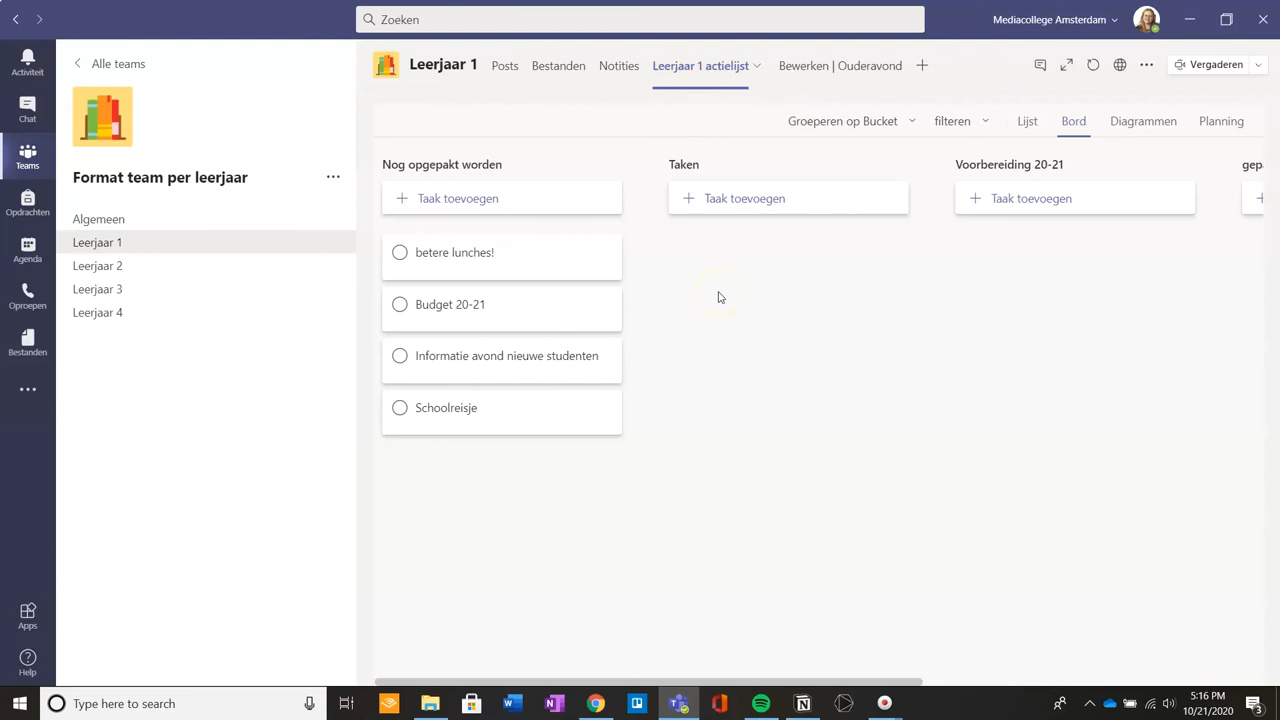 Zoeken
Mediacollege Amsterdam
Activiteit
Chat
Teams
Opdrachten
Agenda
Oproepen
Bestanden
Apps
Help
Alle teams
Format team per leerjaar
Algemeen
Leerjaar 1
Leerjaar 2
Leerjaar 3
Leerjaar 4
Leerjaar 1 Posts Bestanden Notities Leerjaar 1 actielijst Bewerken | Ouderavond Vergaderen
Groeperen op Bucket filteren Lijst Bord Diagrammen Planning
Nog opgepakt worden
Taak toevoegen
betere lunches!
Budget 20-21
Informatie avond nieuwe studenten
Schoolreisje
Taken
Taak toevoegen
Voorbereiding 20-21
Taak toevoegen
Type here to search
5:16 PM
10/21/2020
3